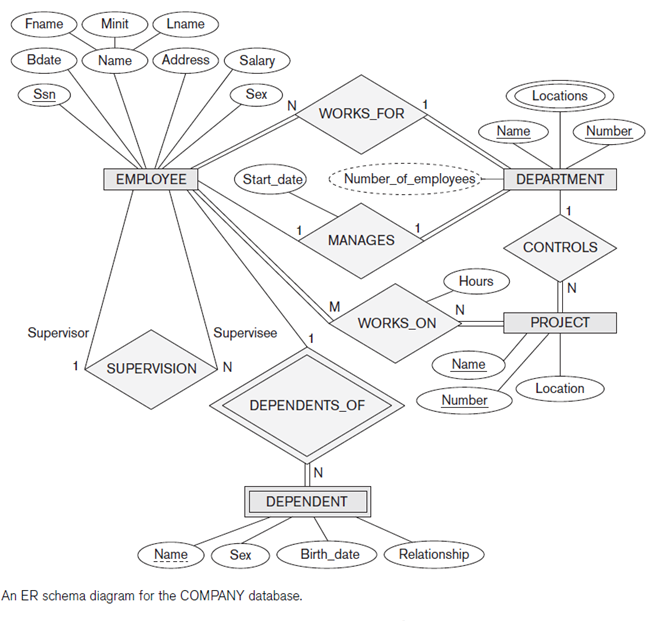 Fname Minit Lname
Bdate Name Address Salary
Ssn Sex
N WORKS_FOR 1
Locations
Name Number
EMPLOYEE Start_date Number_of_employees DEPARTMENT
1 MANAGES 1
1
CONTROLS
N
Hours
M WORKS_ON N PROJECT
Supervisor Supervisee
1 SUPERVISION N
1
Name
Number Location
DEPENDENTS_OF
N
DEPENDENT
Name Sex Birth_date Relationship
An ER schema diagram for the COMPANY database.